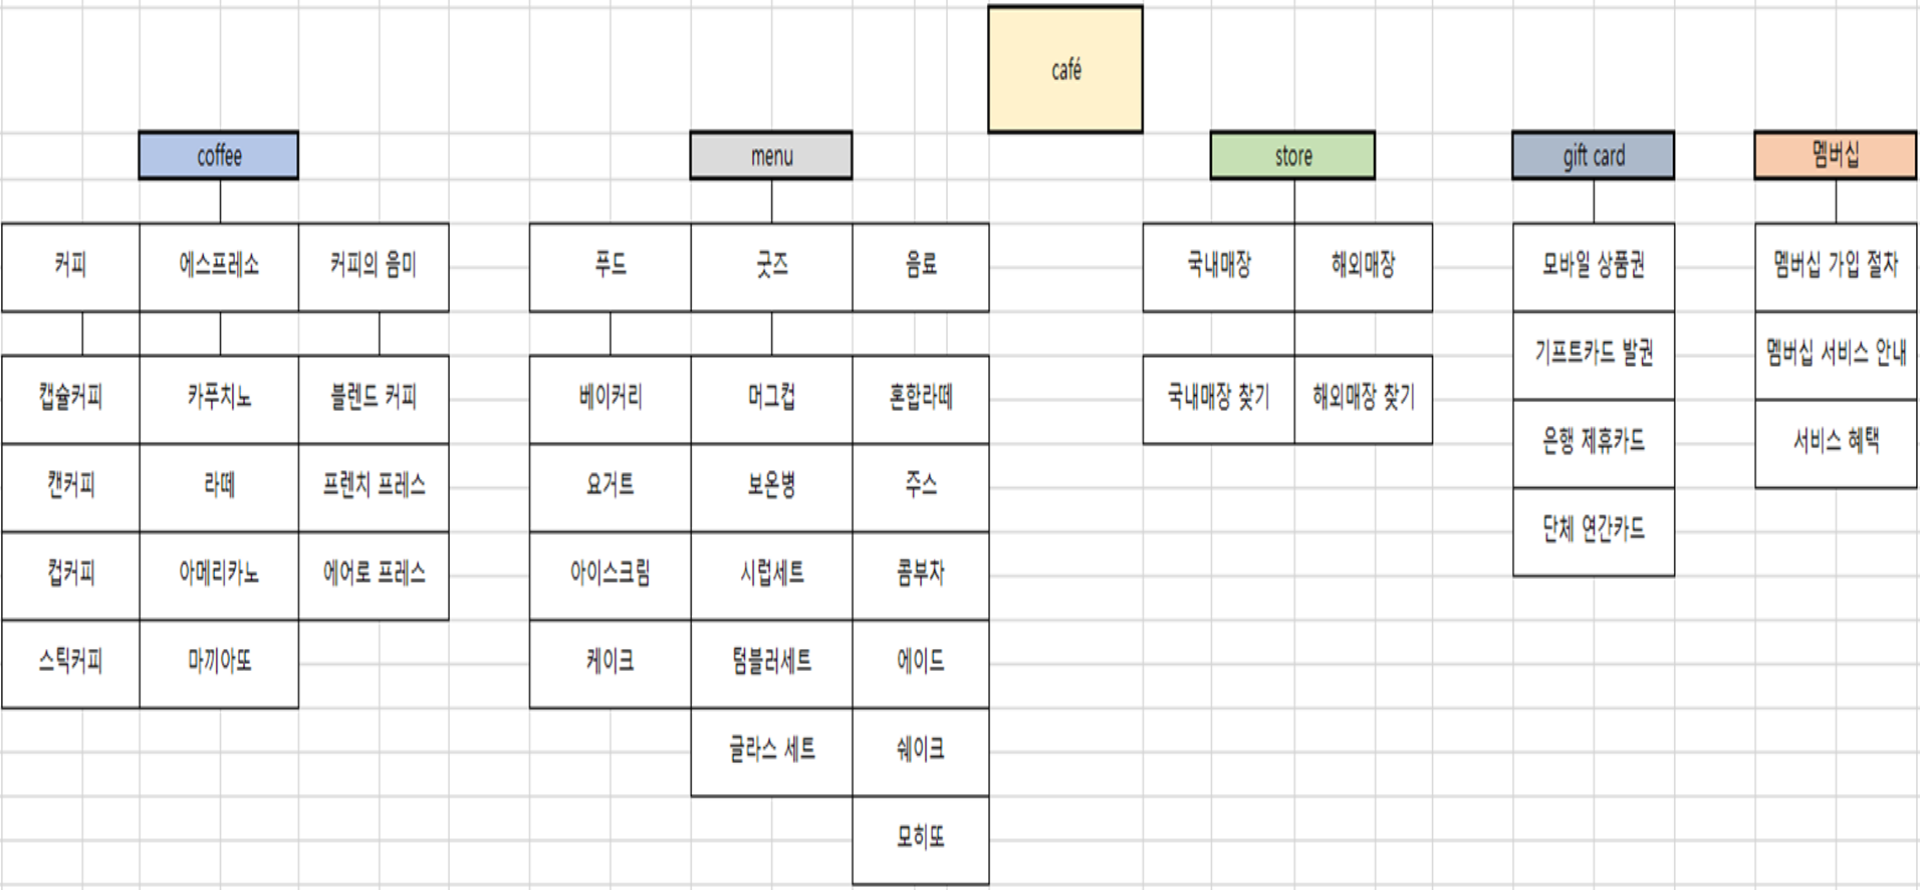 café
coffee
menu
store
gift card
멤버십
커피
에스프레소
커피의 음미
푸드
굿즈
음료
국내매장
해외매장
모바일 상품권
멤버십 가입 절차
기프트카드 발권
멤버십 서비스 안내
캡슐커피
카푸치노
블렌드 커피
베이커리
머그컵
혼합라떼
국내매장 찾기
해외매장 찾기
은행 제휴카드
서비스 혜택
캔커피
라떼
프렌치 프레스
요거트
보온병
주스
단체 연간카드
컵커피
아메리카노
에어로 프레스
아이스크림
시럽세트
콤부차
스틱커피
마끼아또
케이크
텀블러세트
에이드
글라스 세트
쉐이크
모히또